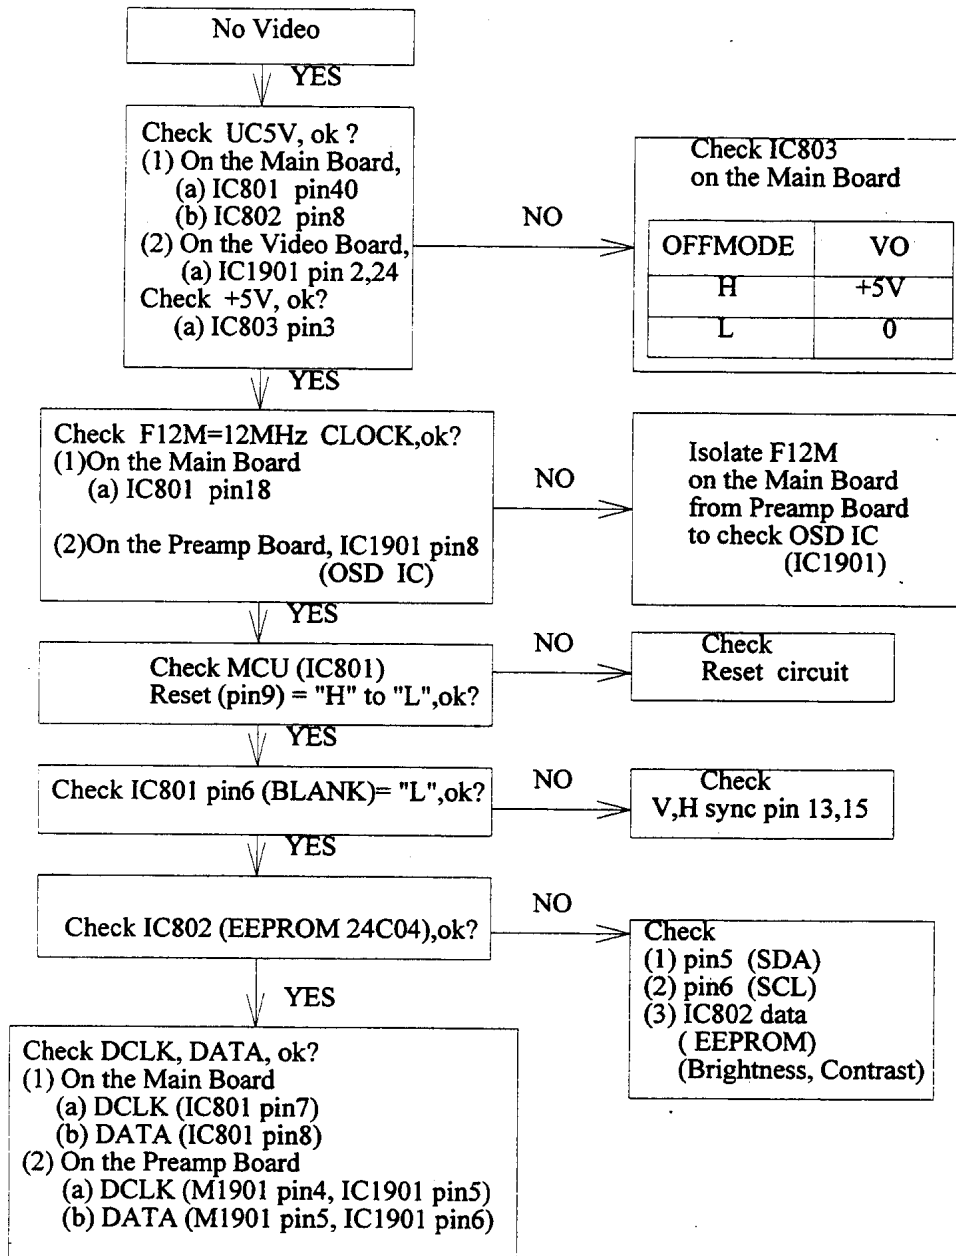 No Video
YES
Check UC5V, ok ?
(1) On the Main Board,
(a) IC801 pin40
(b) IC802 pin8
(2) On the Video Board,
(a) IC1901 pin 2,24
Check +5V, ok?
(a) IC803 pin3
NO
Check IC803
on the Main Board
OFFMODE VO
H +5V
L 0
YES
Check F12M=12MHz CLOCK,ok?
(1)On the Main Board
(a) IC801 pin18
(2)On the Preamp Board, IC1901 pin8
(OSD IC)
NO
Isolate F12M
on the Main Board
from Preamp Board
to check OSD IC
(IC1901)
YES
Check MCU (IC801)
Reset (pin9) = "H" to "L",ok?
NO
Check
Reset circuit
YES
Check IC801 pin6 (BLANK)= "L",ok?
NO
Check
V,H sync pin 13,15
YES
Check IC802 (EEPROM 24C04),ok?
NO
Check
(1) pin5 (SDA)
(2) pin6 (SCL)
(3) IC802 data
( EEPROM)
(Brightness, Contrast)
YES
Check DCLK, DATA, ok?
(1) On the Main Board
(a) DCLK (IC801 pin7)
(b) DATA (IC801 pin8)
(2) On the Preamp Board
(a) DCLK (M1901 pin4, IC1901 pin5)
(b) DATA (M1901 pin5, IC1901 pin6)